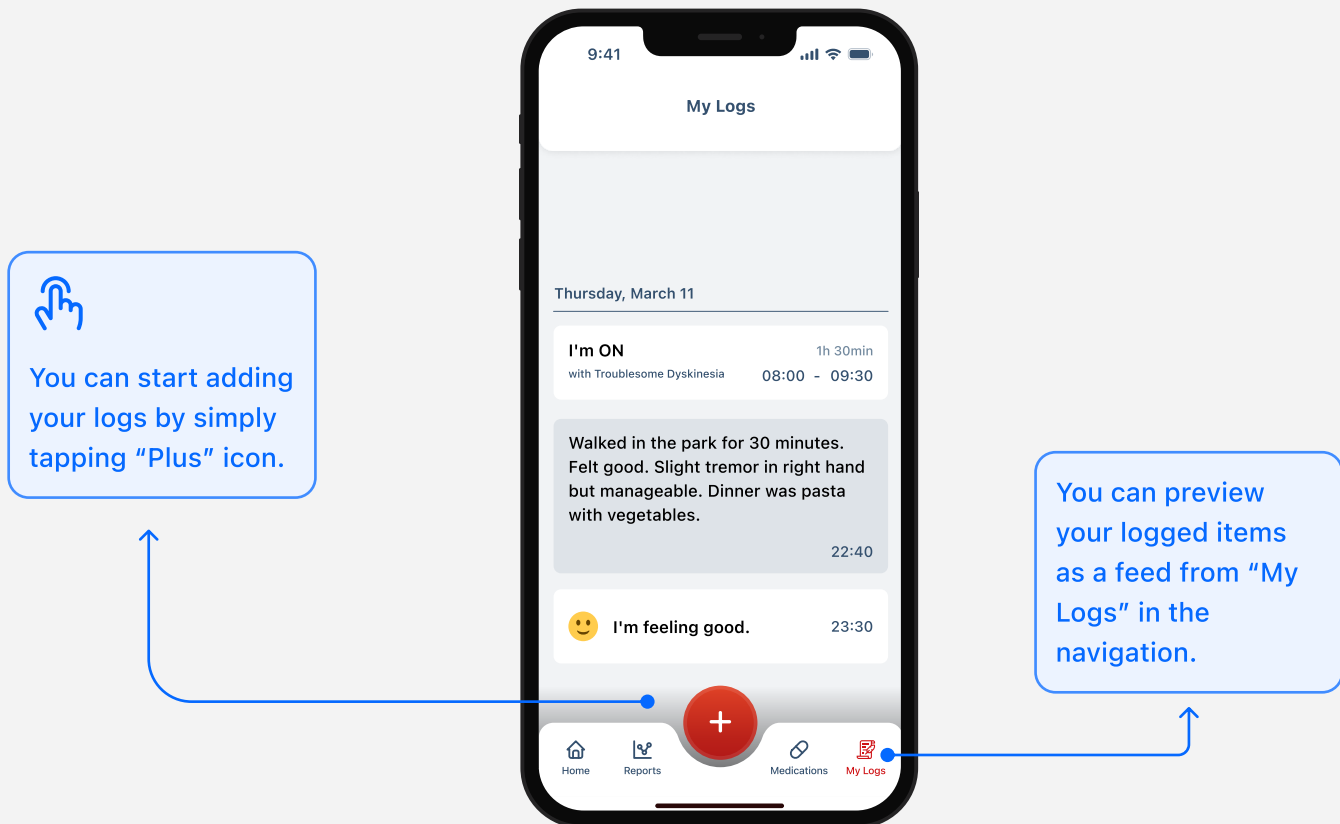 9:41
My Logs
Thursday, March 11
I'm ON
1h 30min
with Troublesome Dyskinesia
08:00 - 09:30
Walked in the park for 30 minutes.
Felt good. Slight tremor in right hand
but manageable. Dinner was pasta
with vegetables.
22:40
I'm feeling good.
23:30
Home
Reports
Medications
My Logs
You can start adding
your logs by simply
tapping “Plus” icon.
You can preview
your logged items
as a feed from “My
Logs” in the
navigation.